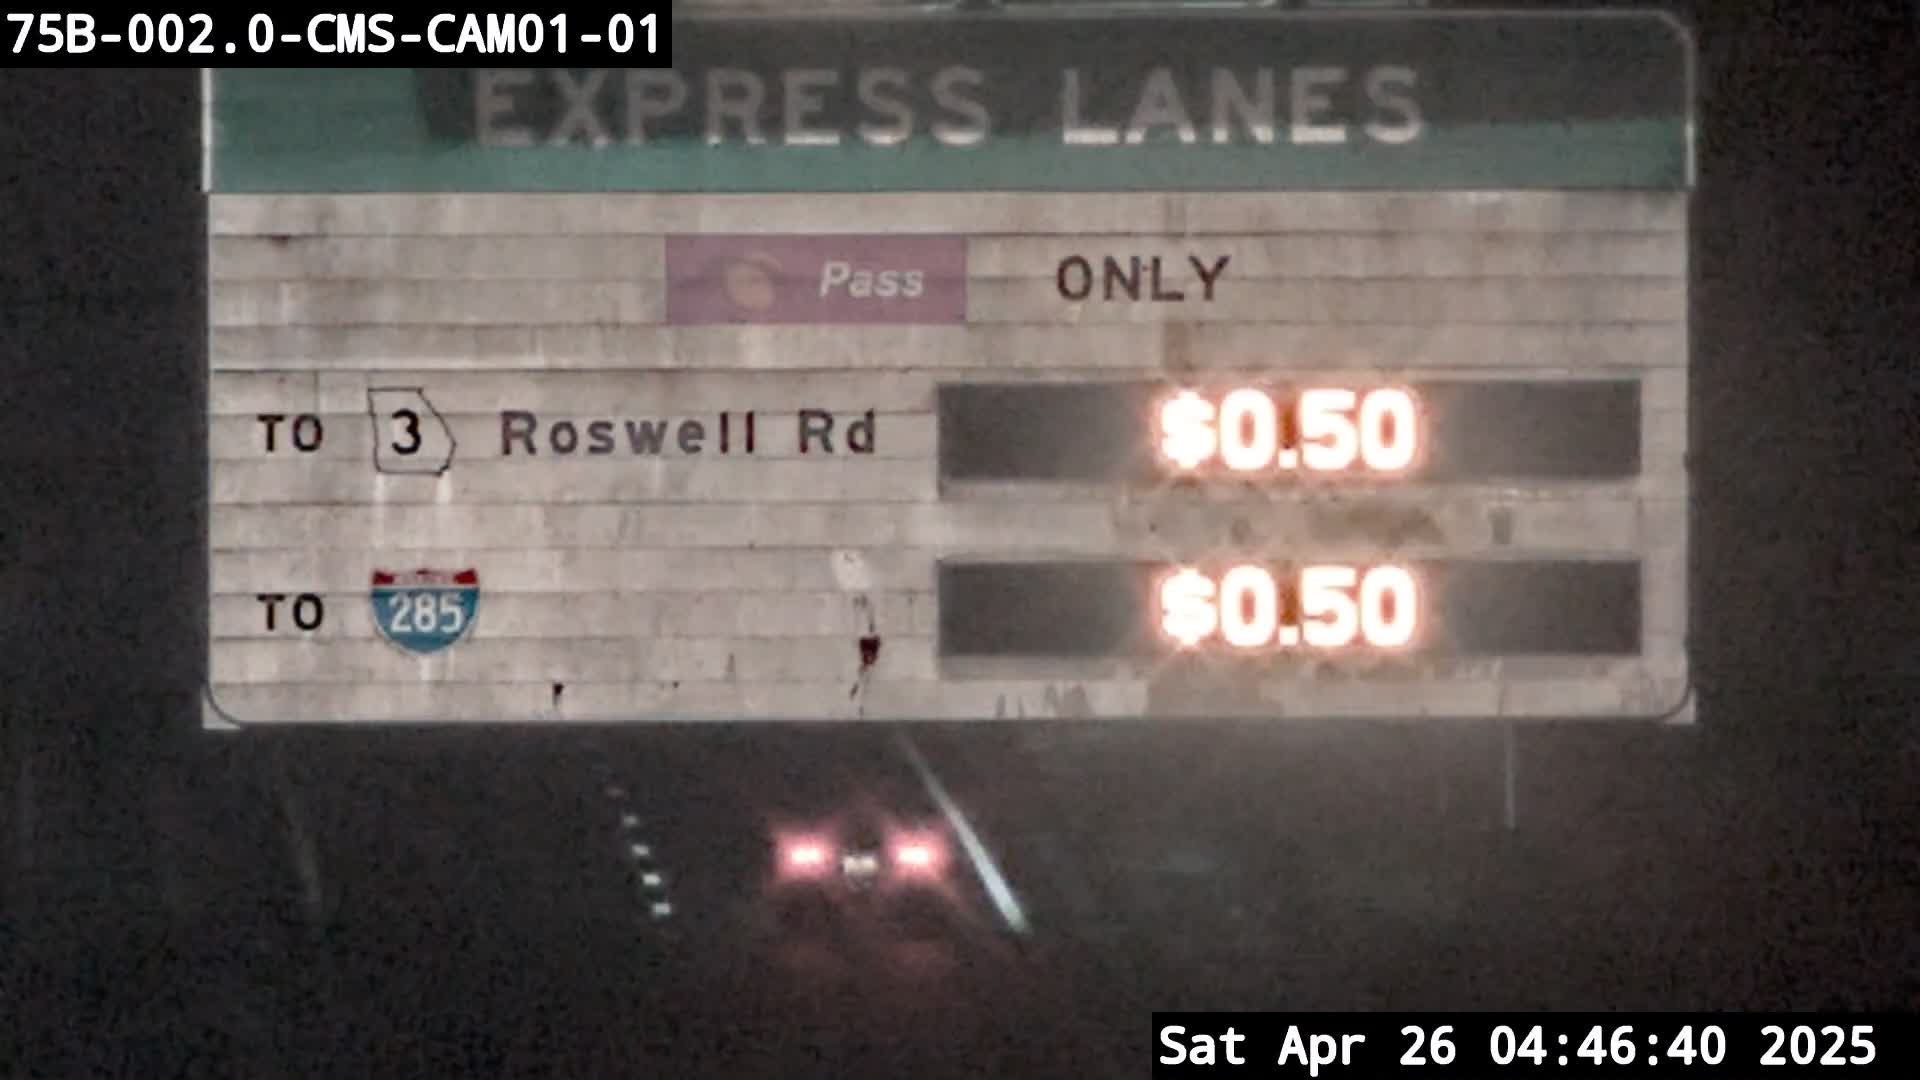 75B-002.0-CMS-CAM01-01
EXPRESS LANES
Pass ONLY
TO 3 Roswell Rd $0.50
TO 285 $0.50
Sat Apr 26 04:46:40 2025